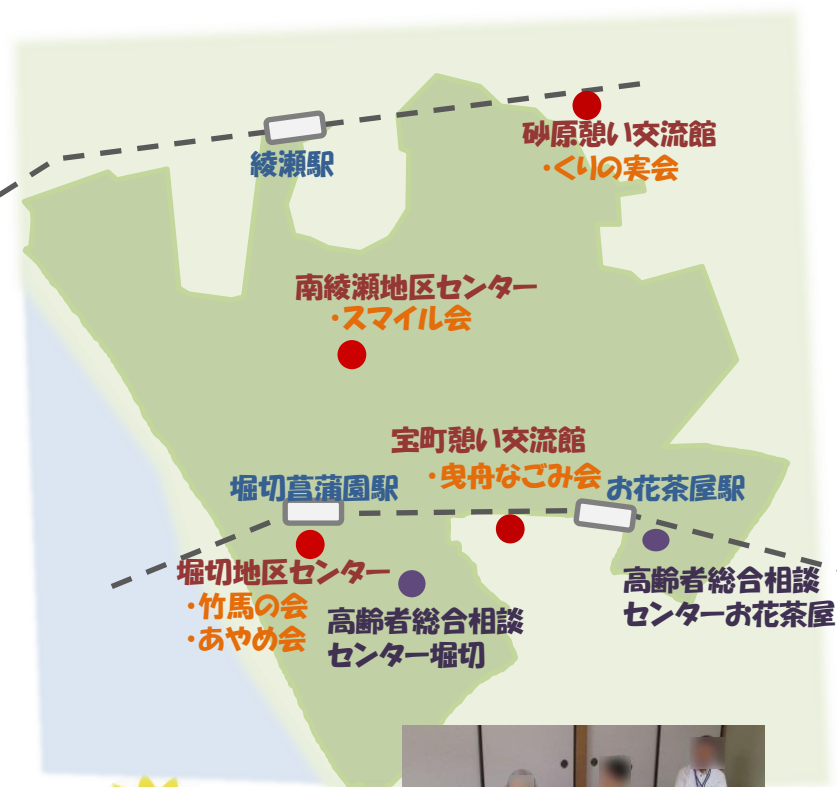 綾瀬駅
砂原憩い交流館
・くりの実会
南綾瀬地区センター
・スマイル会
宝町憩い交流館
・曳舟なごみ会
堀切菖蒲園駅
お花茶屋駅
堀切地区センター
・竹馬の会
・あやめ会
高齢者総合相談
センター堀切
高齢者総合相談
センターお花茶屋